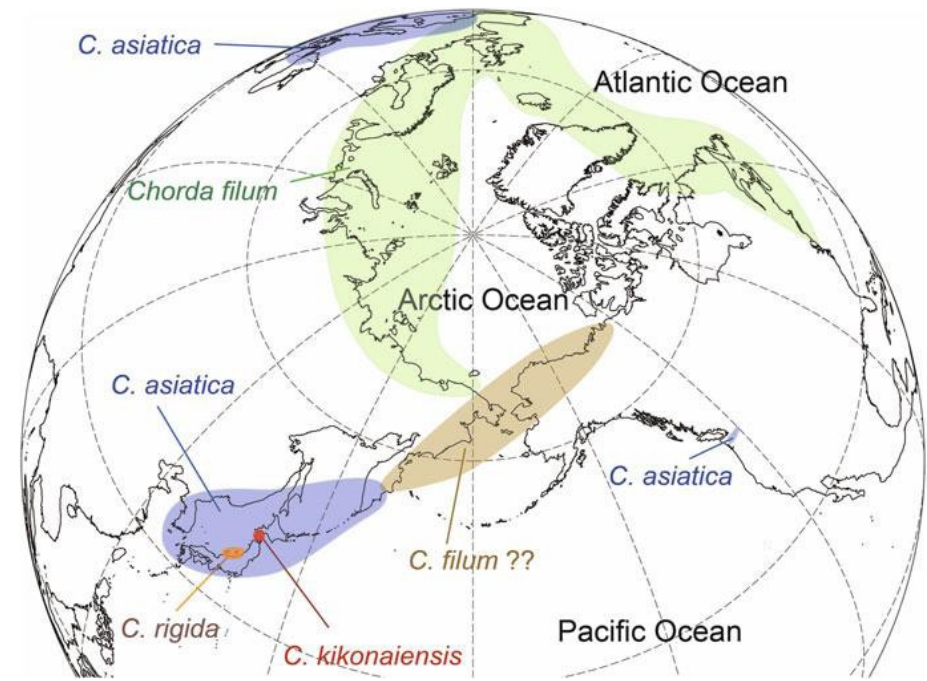 C. asiatica
Atlantic Ocean
Chorda filum
Arctic Ocean
C. asiatica
C. asiatica
C. filum ??
C. rigida
C. kikonaiensis
Pacific Ocean